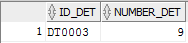 ID_DET NUMBER_DET
1 DT0003 9